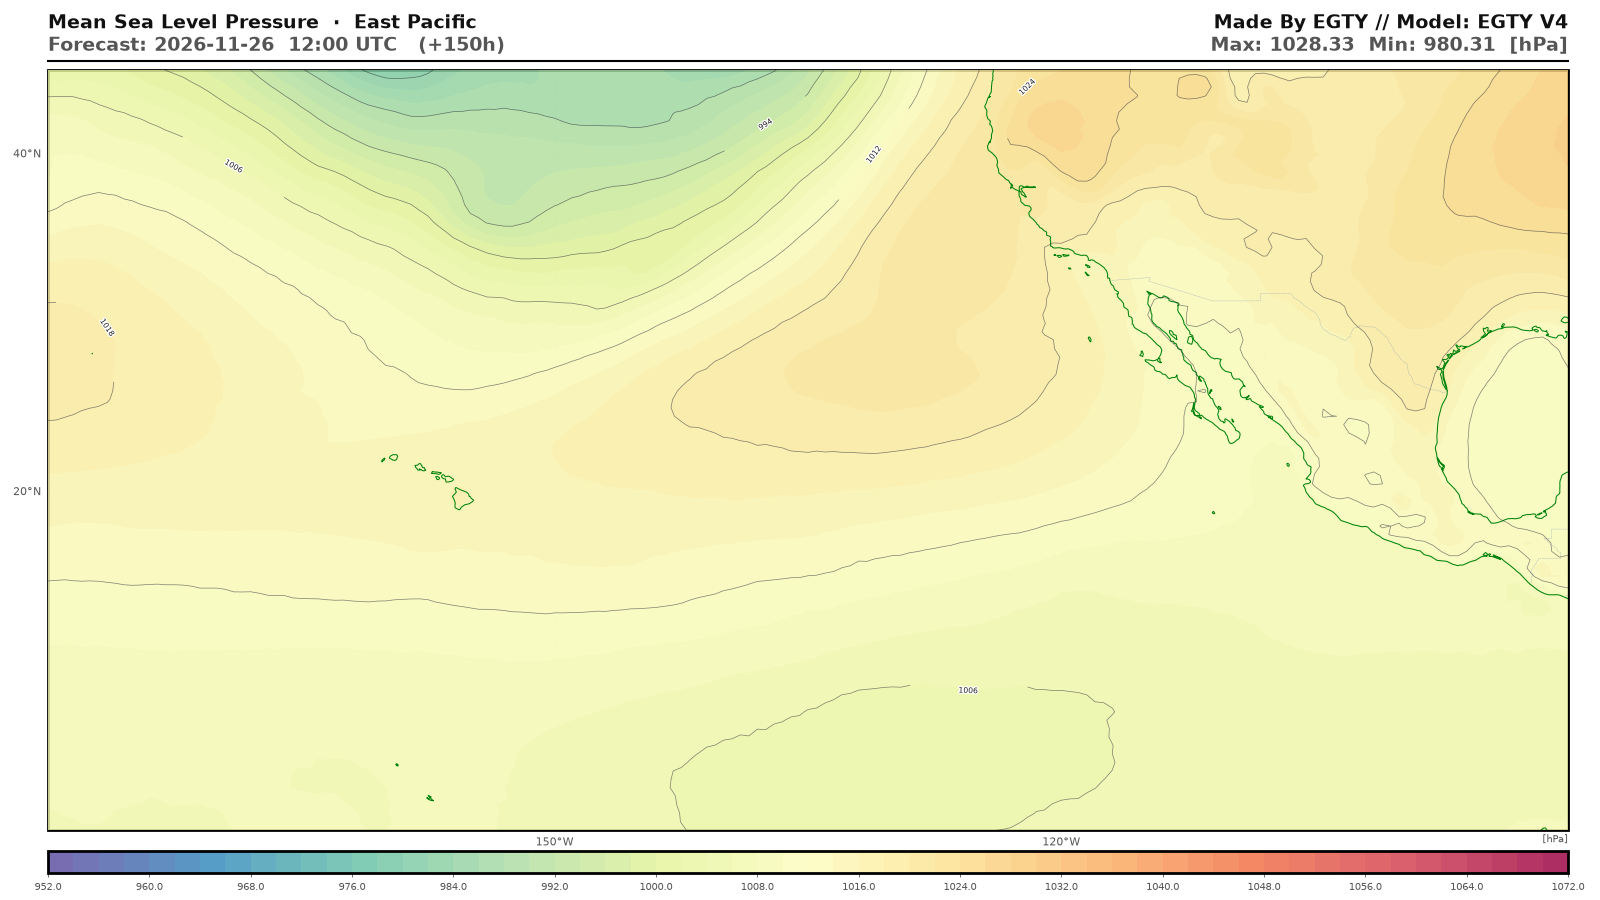 Mean Sea Level Pressure · East Pacific
Made By EGTY // Model: EGTY V4
Forecast: 2026-11-26 12:00 UTC (+150h)
Max: 1028.33 Min: 980.31 [hPa]
1024
994
1012
40°N
1006
1018
20°N
1006
150°W
120°W
[hPa]
952.0
960.0
968.0
976.0
984.0
992.0
1000.0
1008.0
1016.0
1024.0
1032.0
1040.0
1048.0
1056.0
1064.0
1072.0